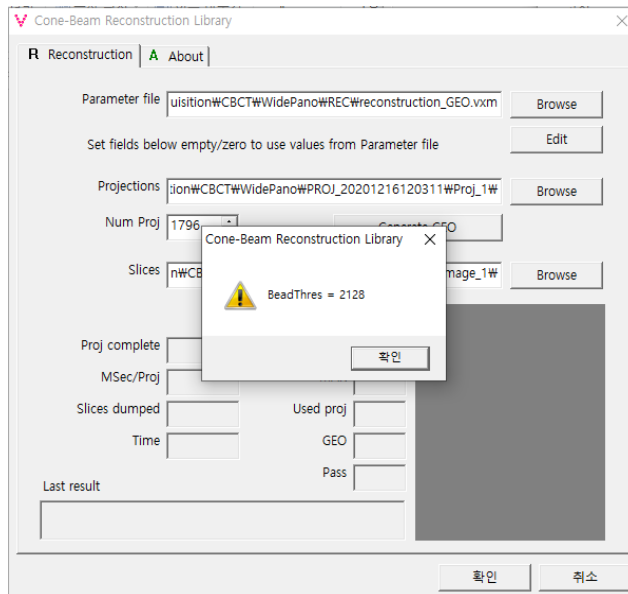 Cone-Beam Reconstruction Library
R Reconstruction
A About
Parameter file
uisition₩CBCT₩WidePano₩REC₩reconstruction_GEO.vxm
Browse
Set fields below empty/zero to use values from Parameter file
Edit
Projections
:tion₩CBCT₩WidePano₩PROJ_20201216120311₩Proj_1₩
Browse
Num Proj
1796
Cone-Beam Reconstruction Library
Slices
n₩CB
mage_1₩
Browse
BeadThres = 2128
확인
Proj complete
MSec/Proj
Slices dumped
Used proj
Time
GEO
Pass
Last result
확인
취소